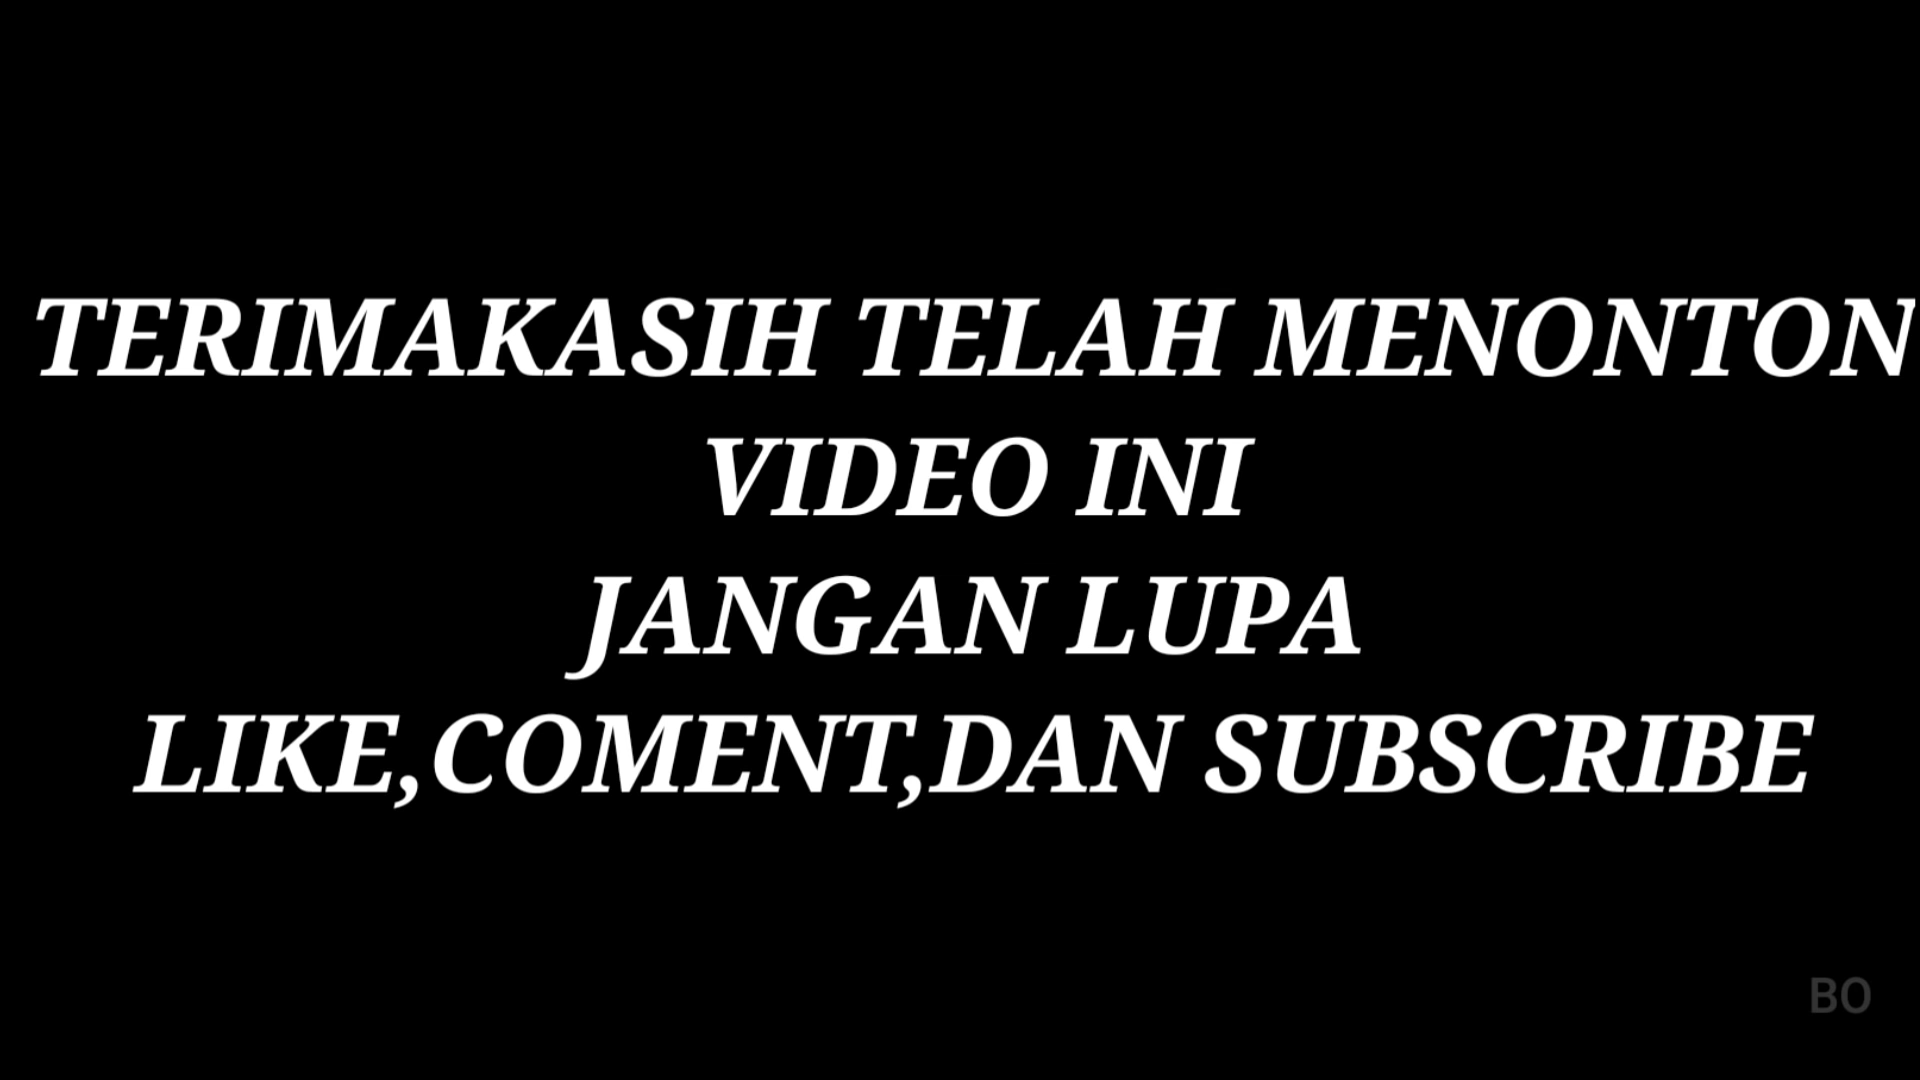 TERIMAKASIH TELAH MENONTON
VIDEO INI
JANGAN LUPA
LIKE,COMENT,DAN SUBSCRIBE
BO